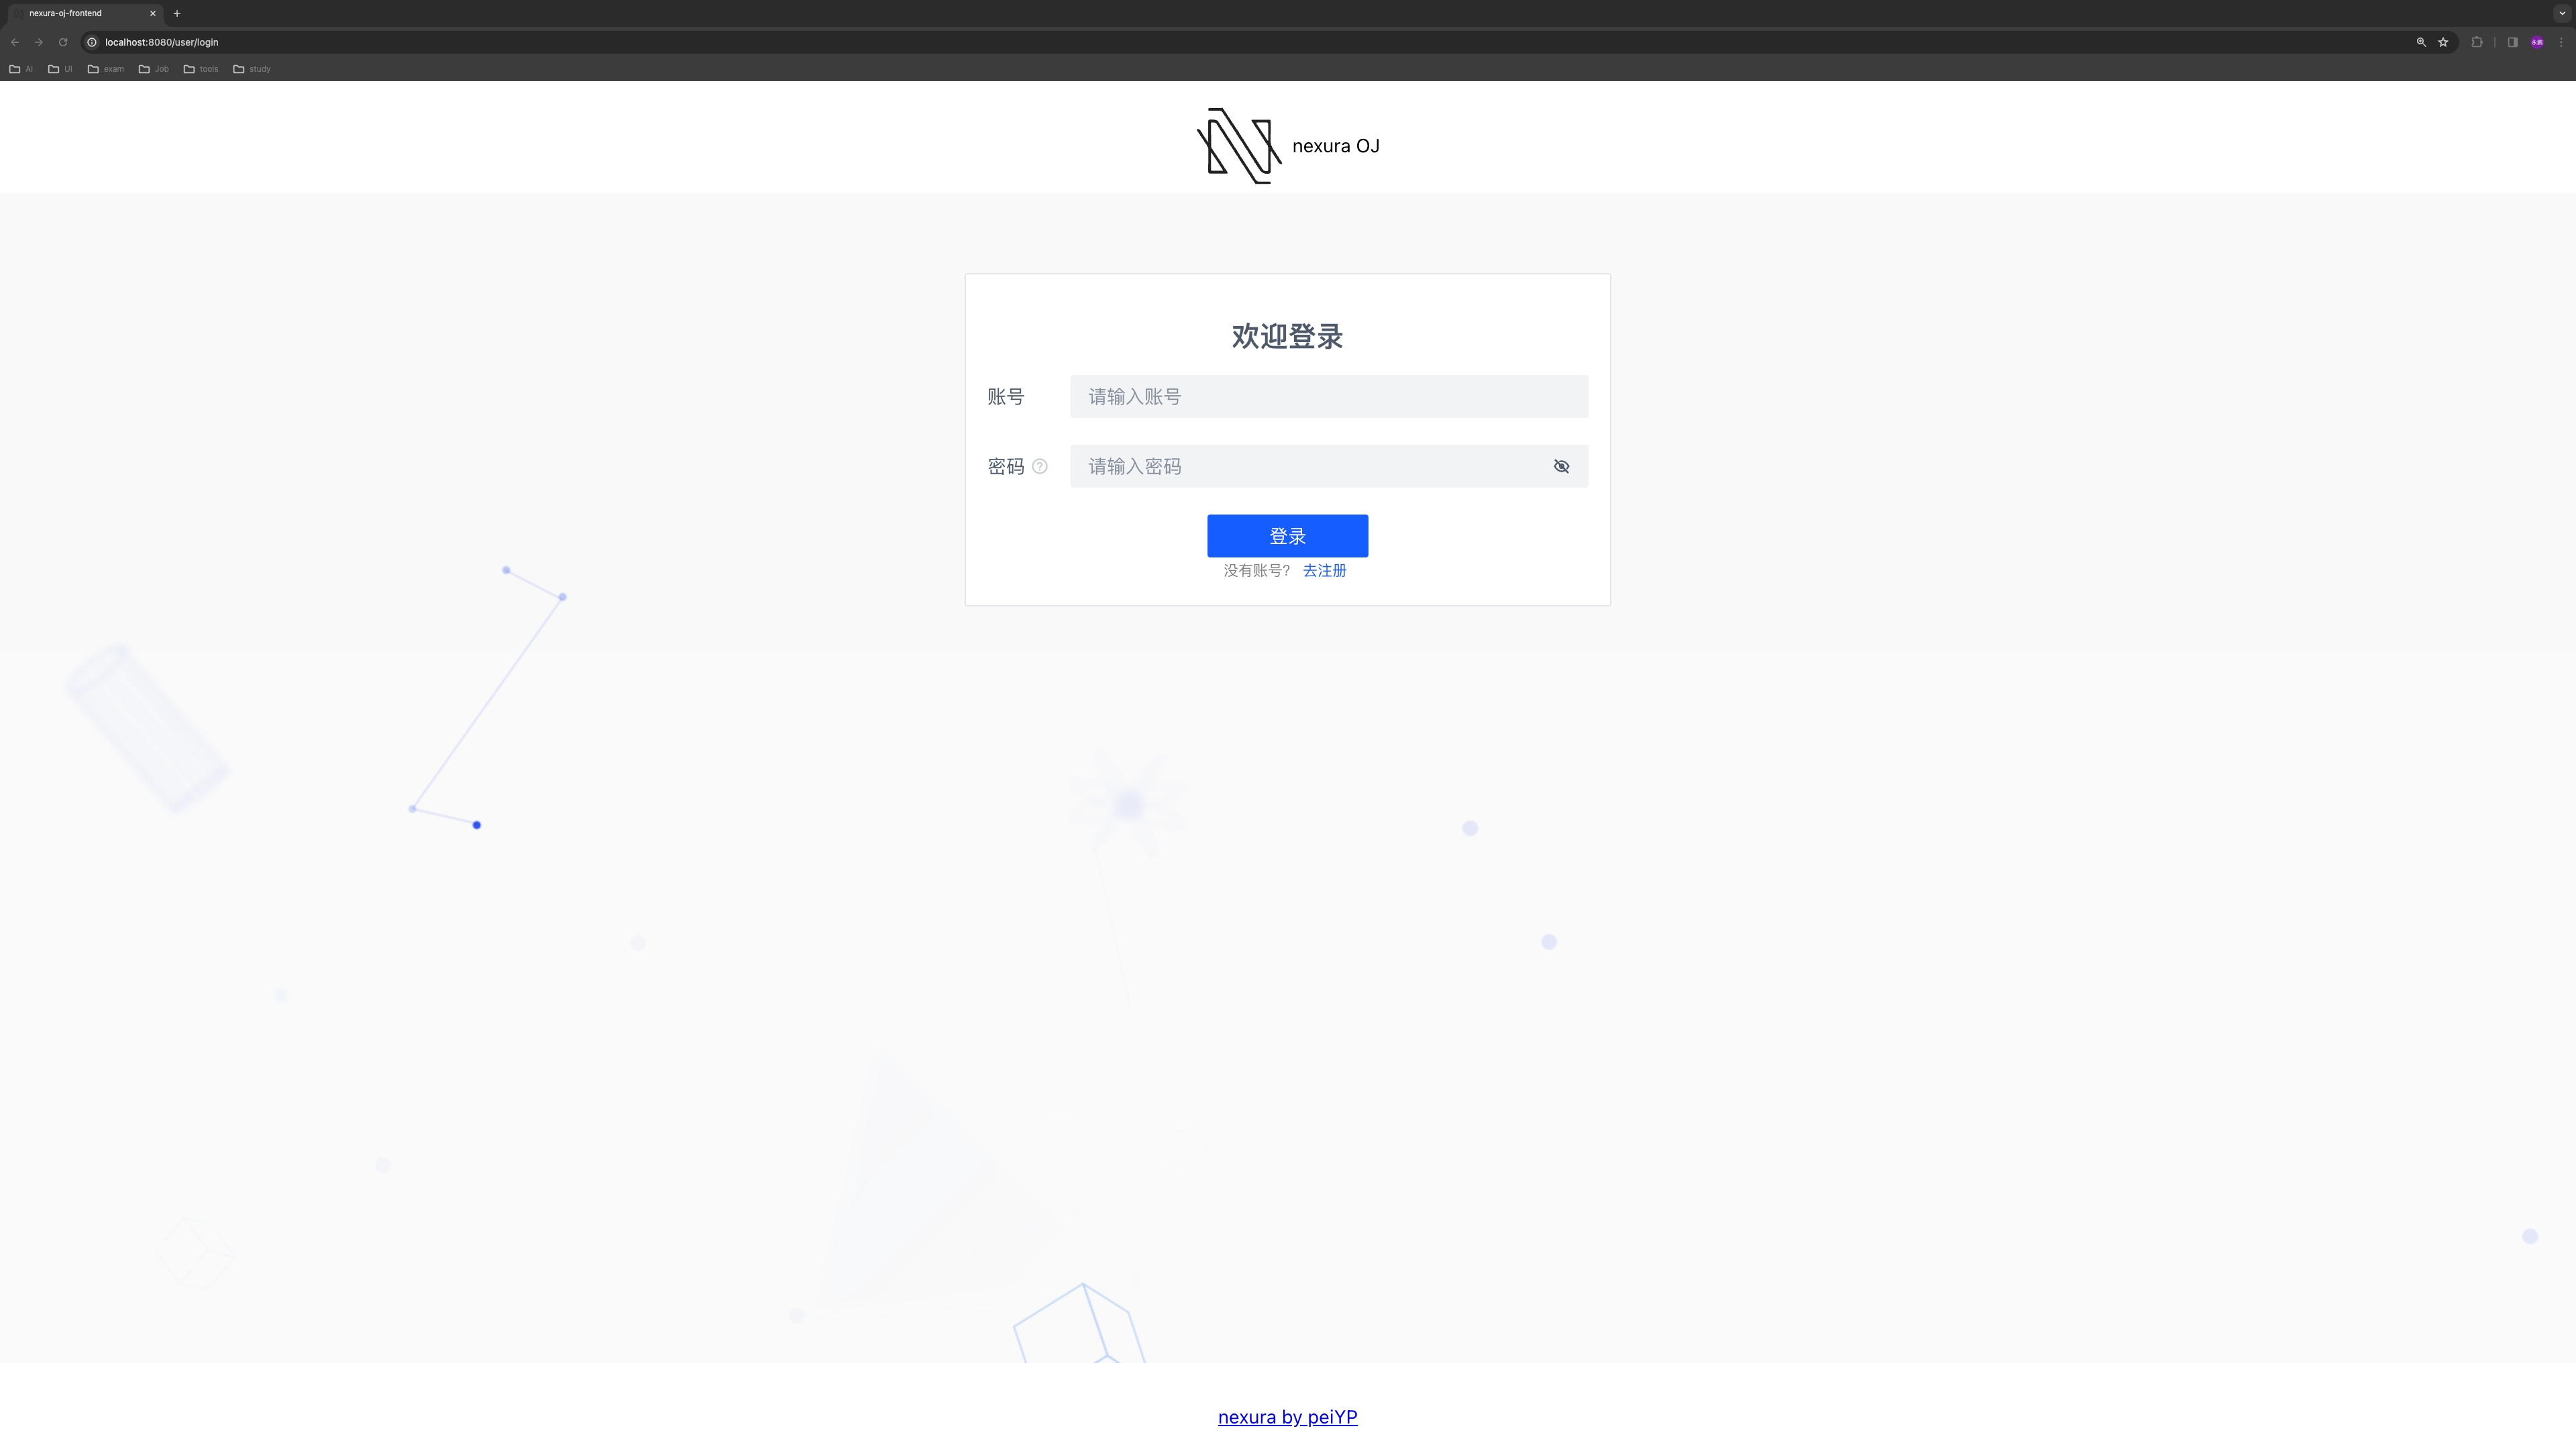 nexura-oj-frontend
localhost:8080/user/login
永鹏
AI UI exam Job tools study
nexura OJ
欢迎登录
账号 请输入账号
密码 请输入密码
登录
没有账号? 去注册
nexura by peiYP